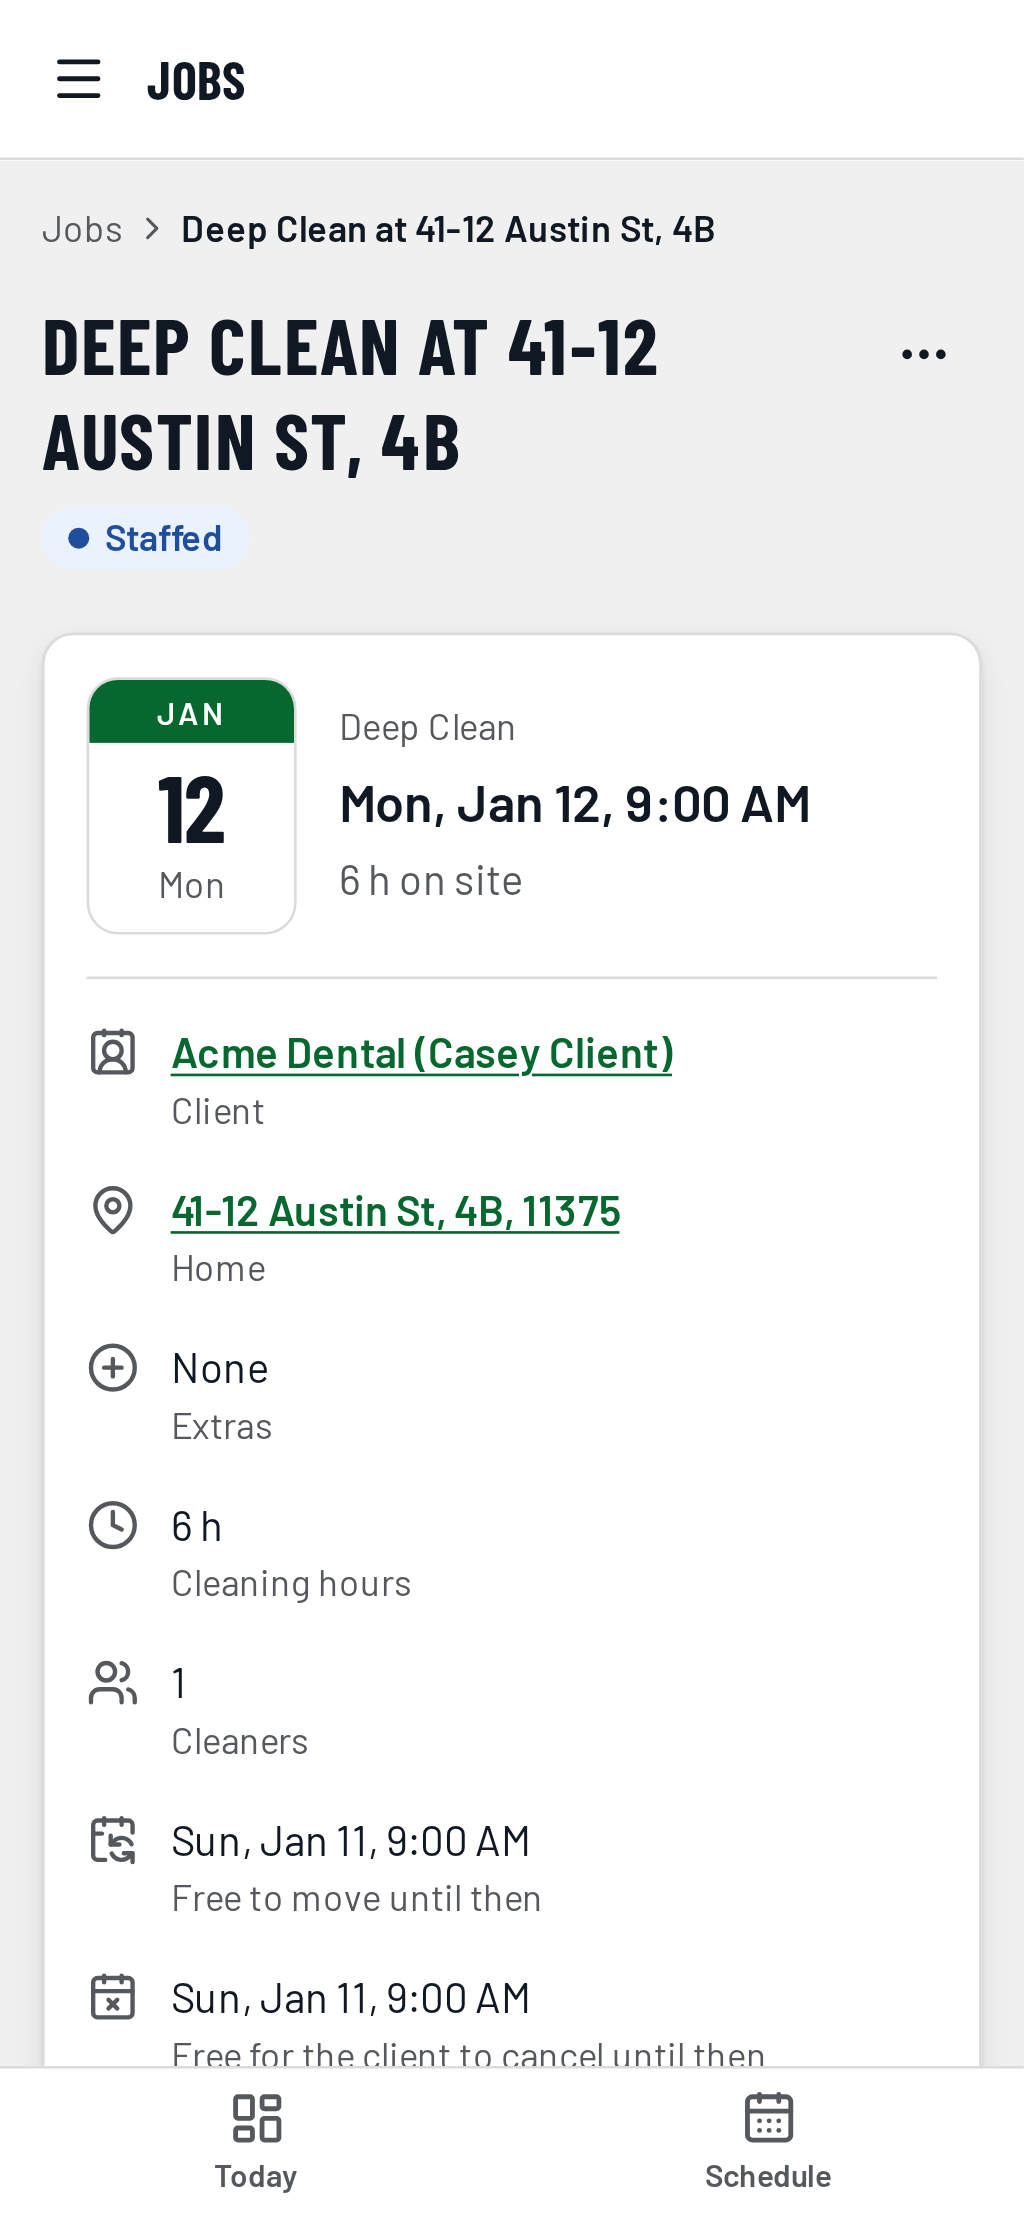 JOBS
Jobs > Deep Clean at 41-12 Austin St, 4B
DEEP CLEAN AT 41-12
AUSTIN ST, 4B
Staffed
JAN
12
Mon
Deep Clean
Mon, Jan 12, 9:00 AM
6 h on site
Acme Dental (Casey Client)
Client
41-12 Austin St, 4B, 11375
Home
None
Extras
6 h
Cleaning hours
1
Cleaners
Sun, Jan 11, 9:00 AM
Free to move until then
Sun, Jan 11, 9:00 AM
Free for the client to cancel until then
Today
Schedule